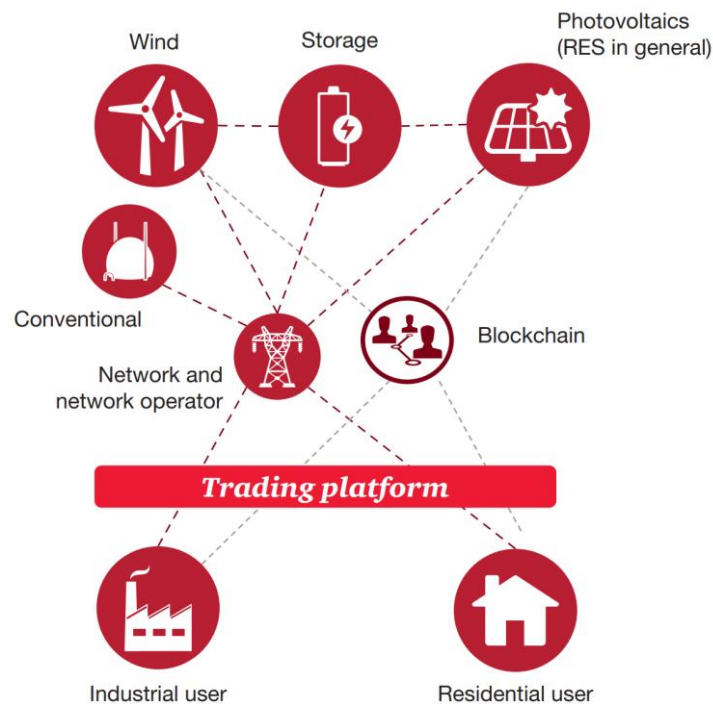 Wind
Storage
Photovoltaics
(RES in general)
Conventional
Blockchain
Network and
network operator
Trading platform
Industrial user
Residential user